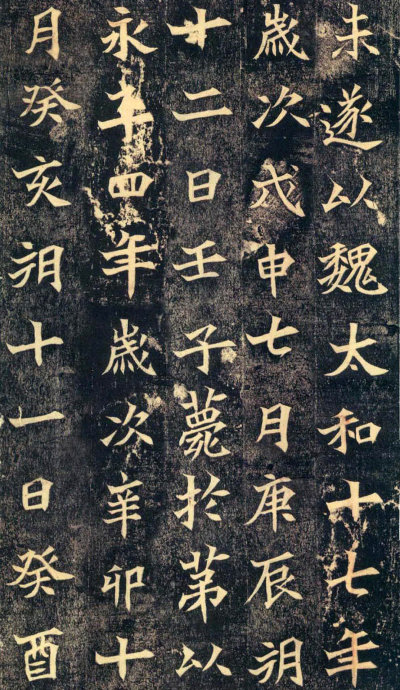 未遂以魏太和十七年
歲次戊申七月庚辰朔
十二日壬子薨於第以
永平四年歲次辛卯十
月癸亥朔十一日癸酉